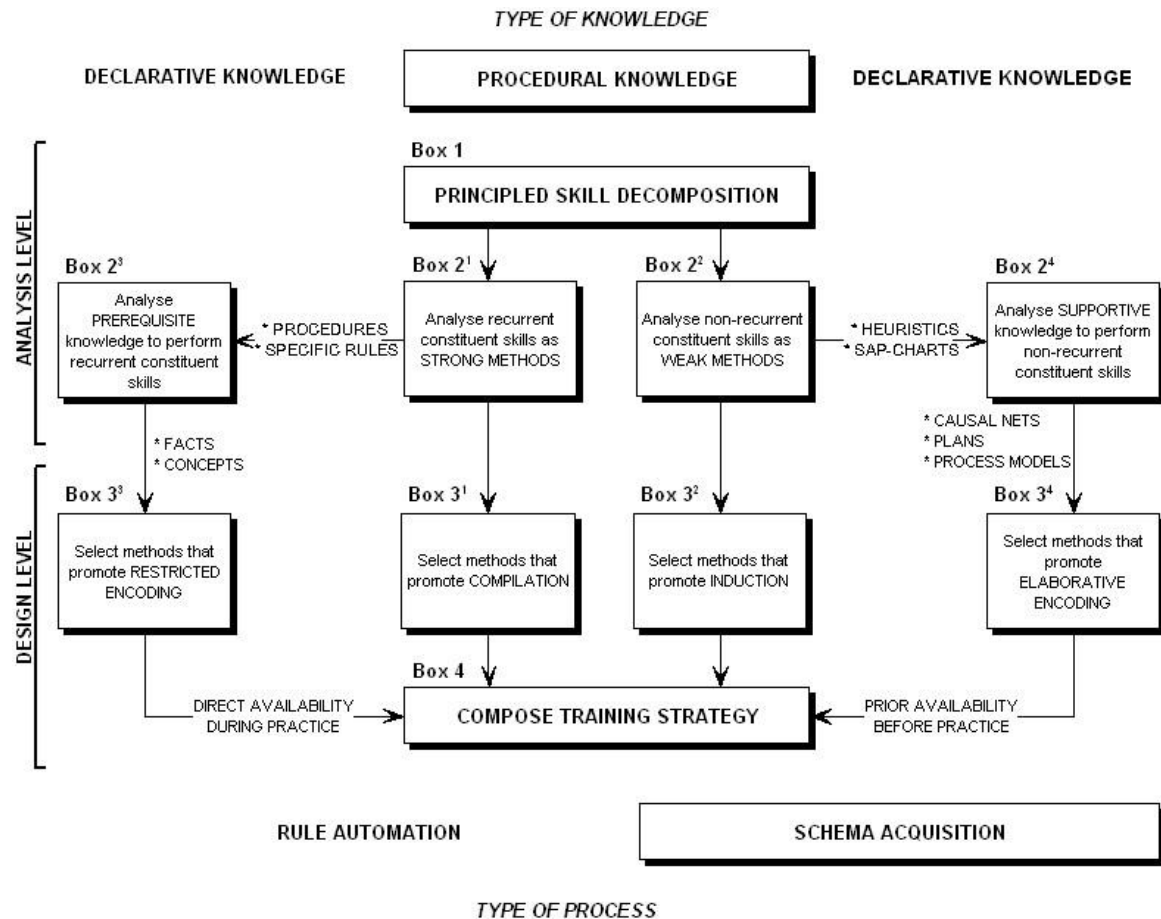 TYPE OF KNOWLEDGE
DECLARATIVE KNOWLEDGE
PROCEDURAL KNOWLEDGE
DECLARATIVE KNOWLEDGE
ANALYSIS LEVEL
Box 1
PRINCIPLED SKILL DECOMPOSITION
Box 2³
Analyse
PREREQUISITE
knowledge to perform
recurrent constituent
skills
* PROCEDURES
* SPECIFIC RULES
Box 2¹
Analyse recurrent
constituent skills as
STRONG METHODS
Box 2²
Analyse non-recurrent
constituent skills as
WEAK METHODS
* HEURISTICS
* SAP-CHARTS
Box 2⁴
Analyse SUPPORTIVE
knowledge to perform
non-recurrent
constituent skills
* FACTS
* CONCEPTS
* CAUSAL NETS
* PLANS
* PROCESS MODELS
DESIGN LEVEL
Box 3³
Select methods that
promote RESTRICTED
ENCODING
Box 3¹
Select methods that
promote COMPILATION
Box 3²
Select methods that
promote INDUCTION
Box 3⁴
Select methods that
promote
ELABORATIVE
ENCODING
DIRECT AVAILABILITY
DURING PRACTICE
Box 4
COMPOSE TRAINING STRATEGY
PRIOR AVAILABILITY
BEFORE PRACTICE
RULE AUTOMATION
SCHEMA ACQUISITION
TYPE OF PROCESS